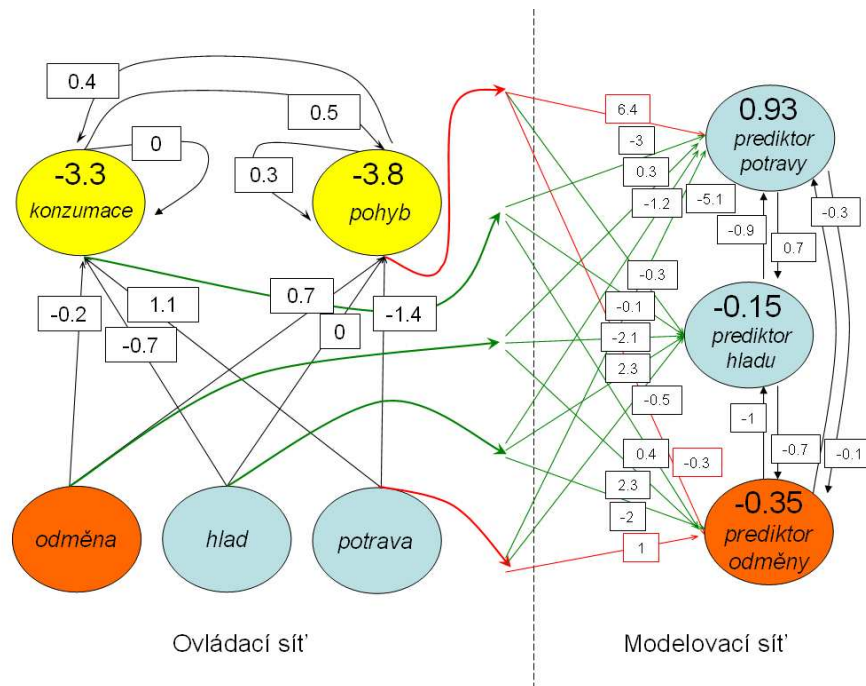 0.4
0.5
0
0.3
-3.3
konzumace
-3.8
pohyb
-0.2
1.1
-0.7
0.7
0
-1.4
odměna
hlad
potrava
Ovládací síť
6.4
-3
0.3
-1.2
-5.1
0.93
prediktor
potravy
-0.9
0.7
-0.3
-0.3
-0.1
-2.1
2.3
-0.5
-0.15
prediktor
hladu
-1
-0.7
-0.1
0.4
-0.3
2.3
-2
1
-0.35
prediktor
odměny
Modelovací síť